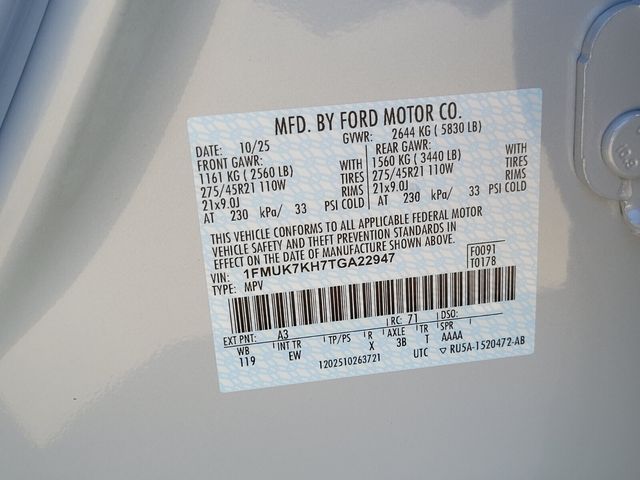 MFD. BY FORD MOTOR CO.
DATE: 10/25 GVWR: 2644 KG ( 5830 LB)
FRONT GAWR: REAR GAWR:
1161 KG ( 2560 LB) WITH 1560 KG ( 3440 LB) WITH
275/45R21 110W TIRES 275/45R21 110W TIRES
21x9.0J RIMS 21x9.0J RIMS
AT 230 kPa/ 33 PSI COLD AT 230 kPa/ 33 PSI COLD
THIS VEHICLE CONFORMS TO ALL APPLICABLE FEDERAL MOTOR
VEHICLE SAFETY AND THEFT PREVENTION STANDARDS IN
EFFECT ON THE DATE OF MANUFACTURE SHOWN ABOVE.
VIN: 1FMUK7KH7TGA22947 F0091
TYPE: MPV T0178
EXT PNT: A3 RC: 71 DSO:
WB INT TR TP/PS R AXLE TR SPR
119 EW X 3B T AAAA
1202510263721 UTC ▽ RU5A-1520472-AB